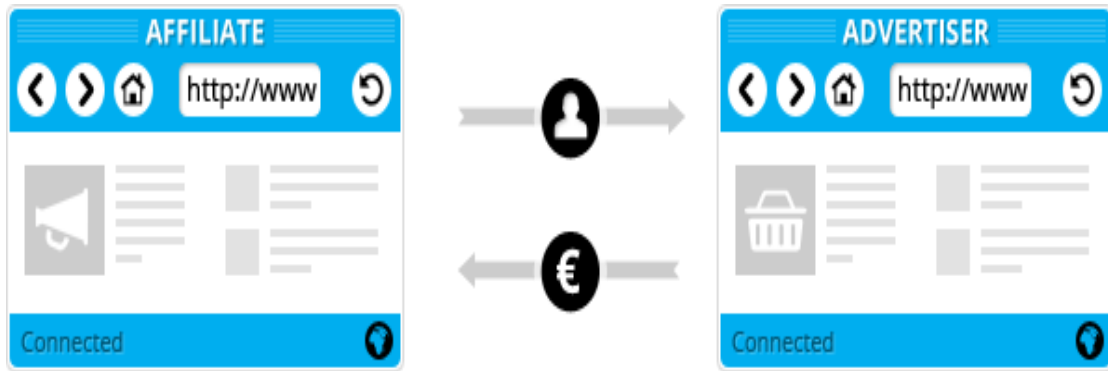 AFFILIATE
http://www
Connected
€
ADVERTISER
http://www
Connected